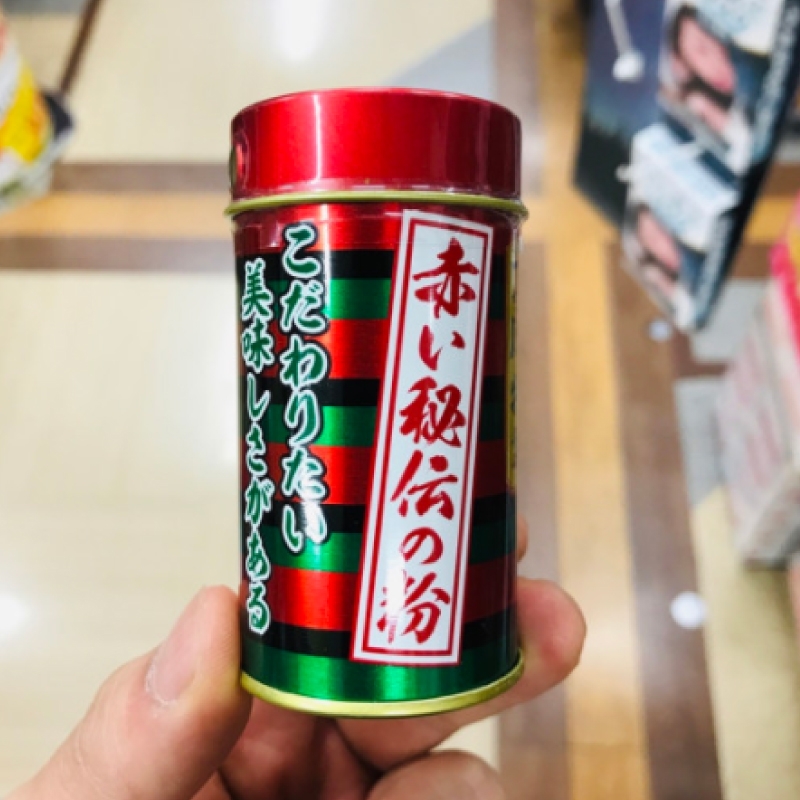 赤い秘伝の粉
こだわりたい
美味しさがある